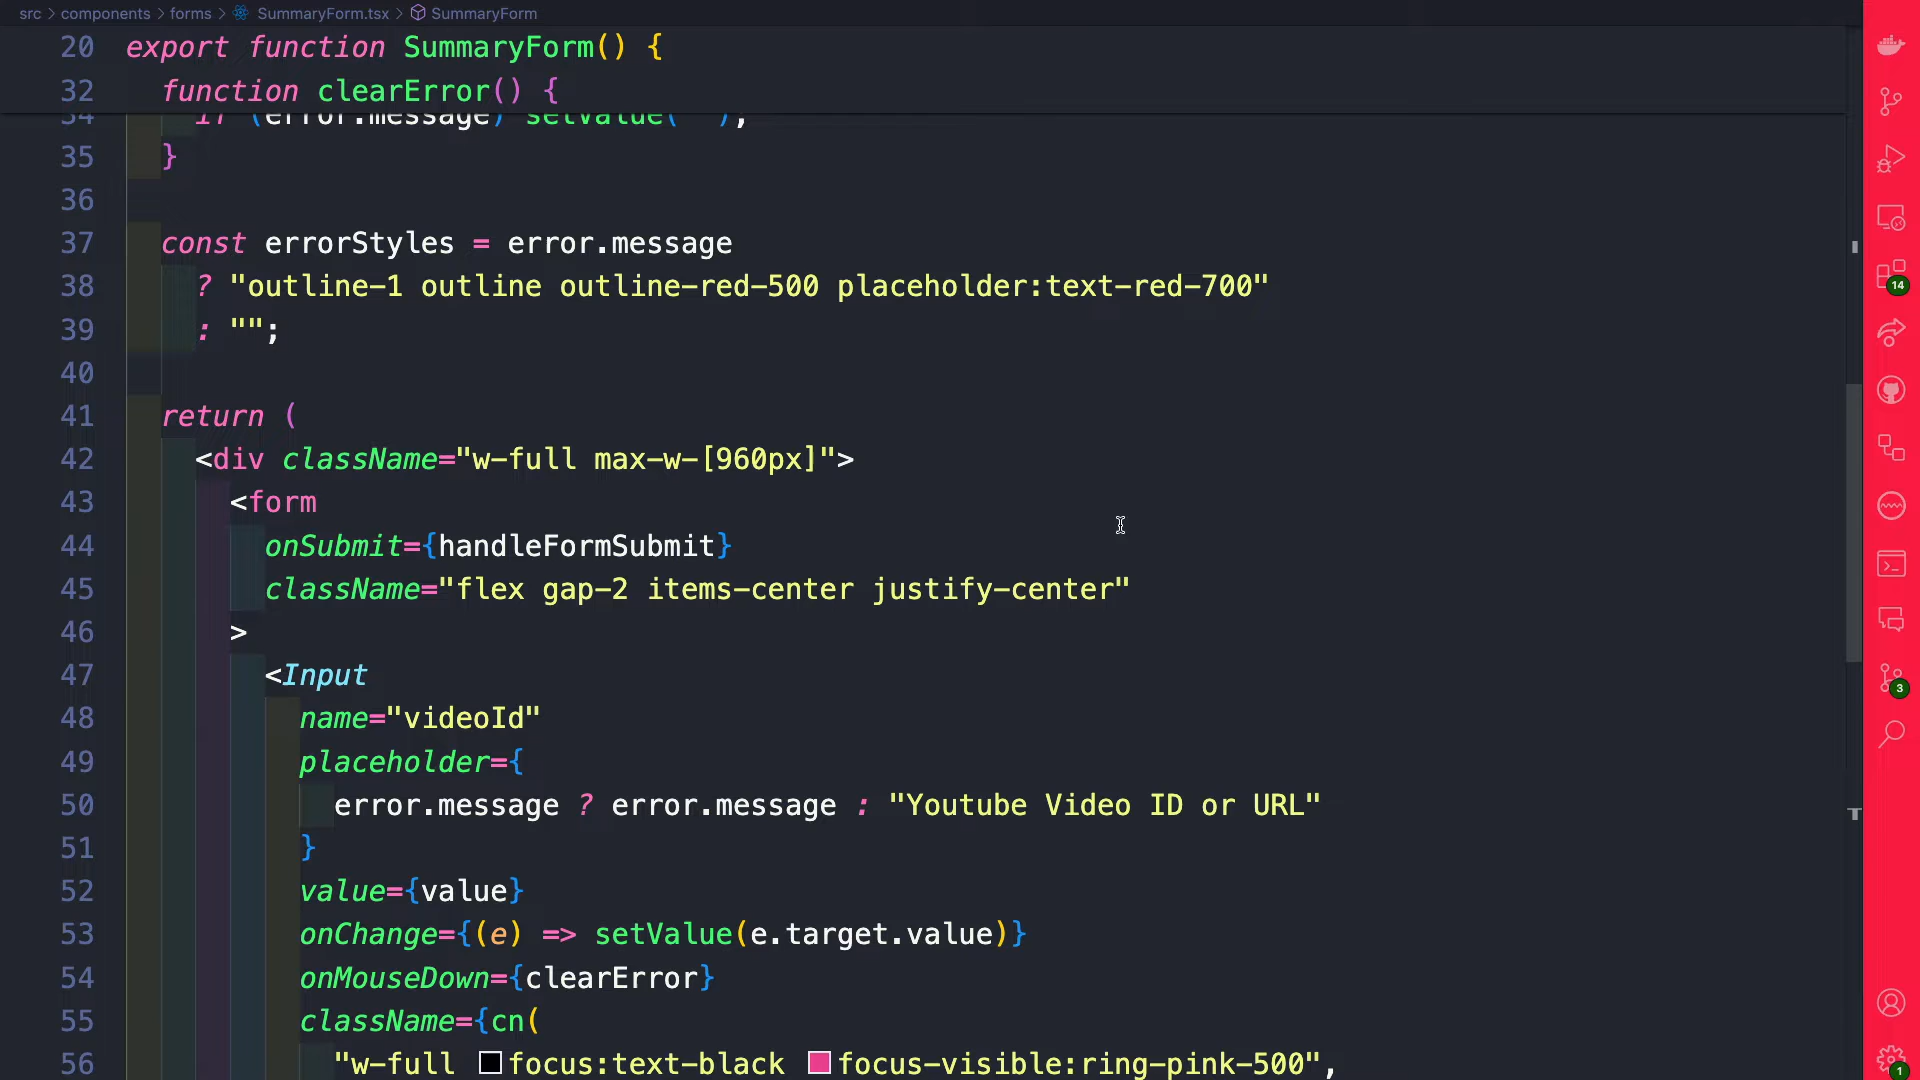 src > components > forms > SummaryForm.tsx > SummaryForm
20 export function SummaryForm() {
32 function clearError() {
34 if (error.message) setValue(" ");
35 }
36
37 const errorStyles = error.message
38 ? "outline-1 outline outline-red-500 placeholder:text-red-700"
39 : "";
40
41 return (
42 <div className="w-full max-w-[960px]">
43 <form
44 onSubmit={handleFormSubmit}
45 className="flex gap-2 items-center justify-center"
46 >
47 <Input
48 name="videoId"
49 placeholder={
50 error.message ? error.message : "Youtube Video ID or URL"
51 }
52 value={value}
53 onChange={(e) => setValue(e.target.value)}
54 onMouseDown={clearError}
55 className={cn(
56 "w-full focus:text-black focus-visible:ring-pink-500",
14
3
1